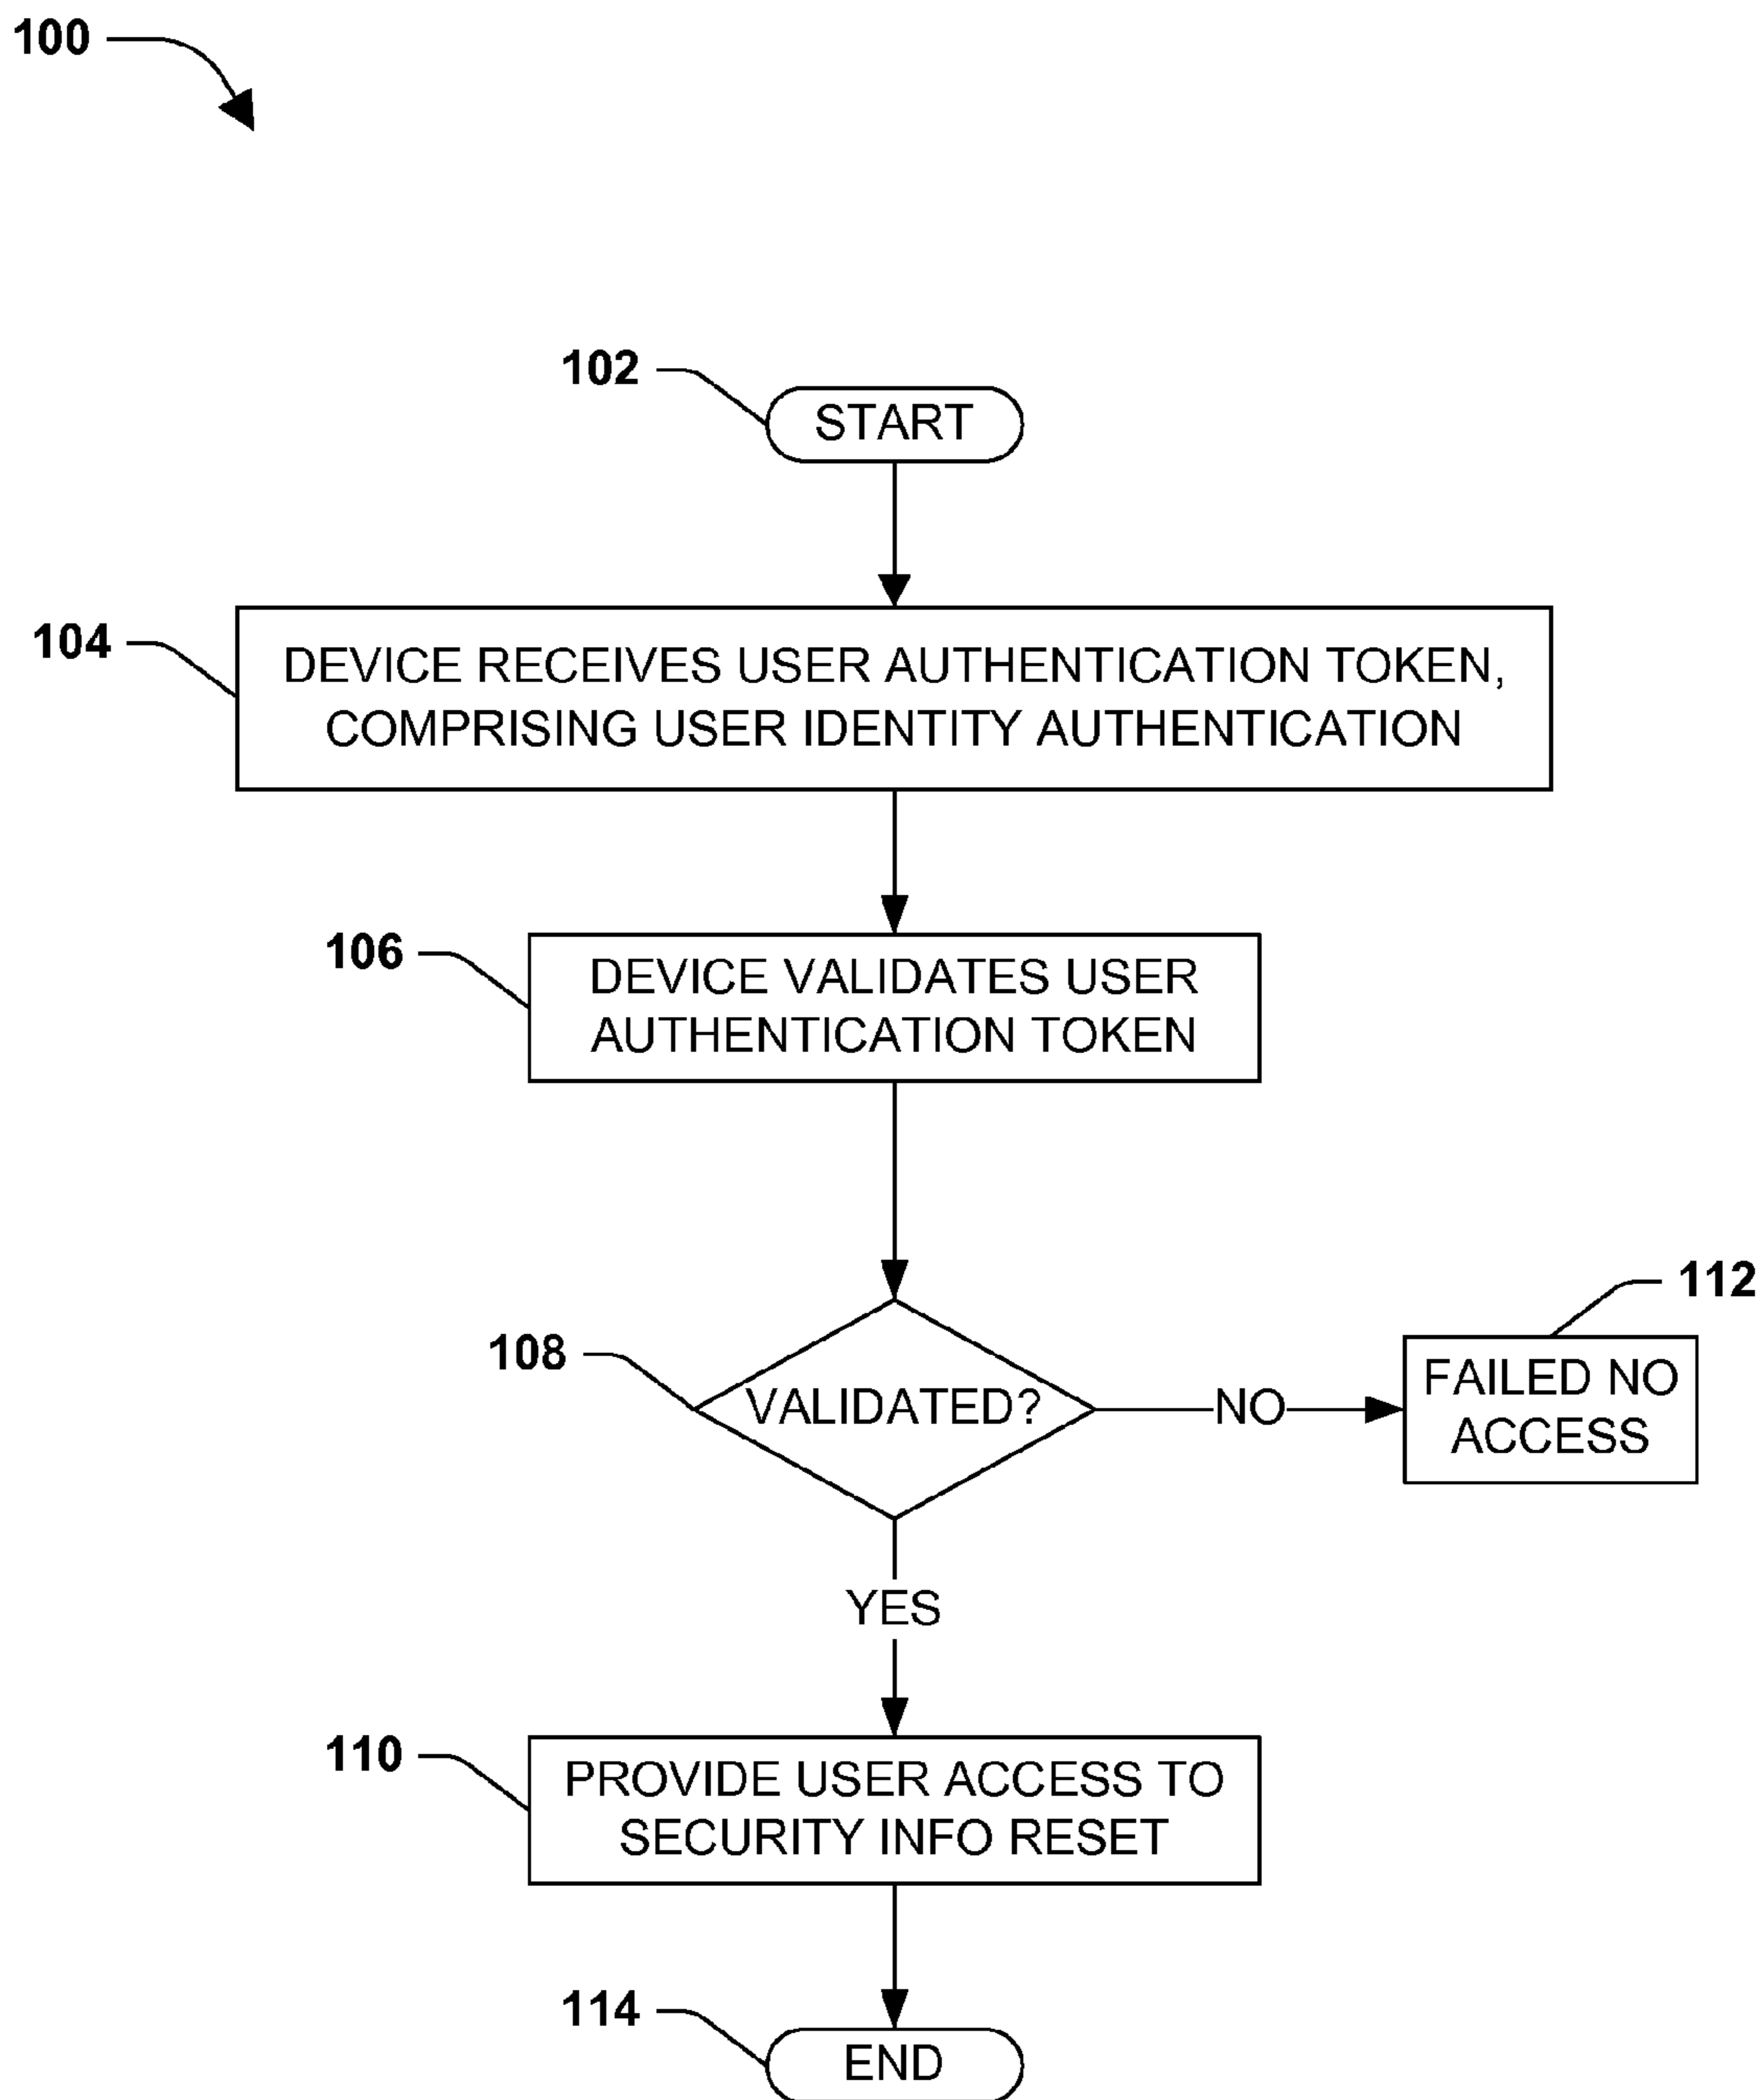 100
102
START
104
DEVICE RECEIVES USER AUTHENTICATION TOKEN,
COMPRISING USER IDENTITY AUTHENTICATION
106
DEVICE VALIDATES USER
AUTHENTICATION TOKEN
112
108
VALIDATED?
NO
FAILED NO
ACCESS
YES
110
PROVIDE USER ACCESS TO
SECURITY INFO RESET
114
END